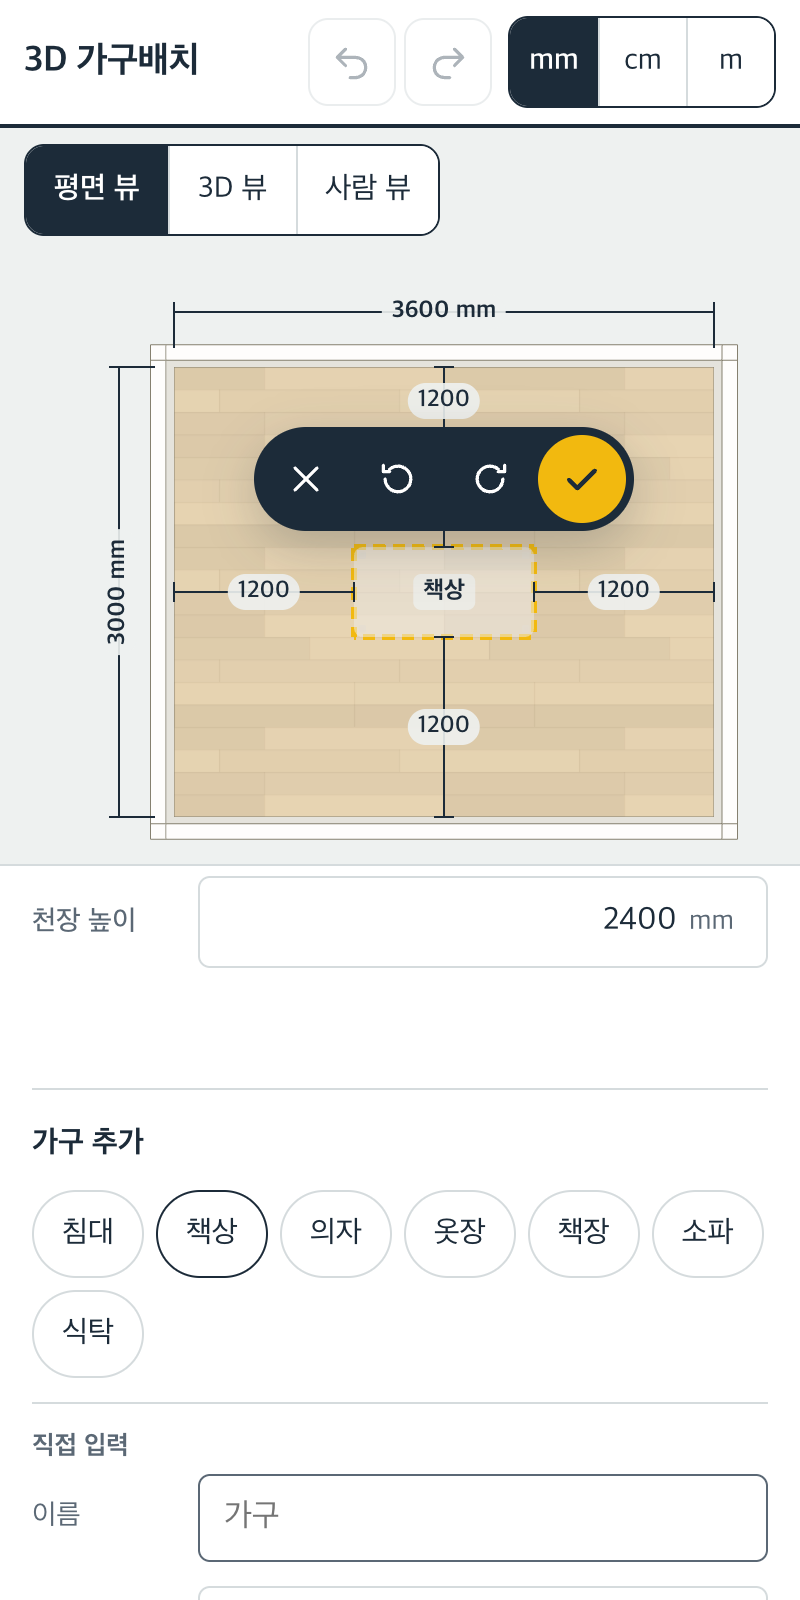 3D 가구배치
mm cm m
평면 뷰 3D 뷰 사람 뷰
3600 mm
1200
3000 mm
1200 책상 1200
1200
천장 높이 2400 mm
가구 추가
침대 책상 의자 옷장 책장 소파
식탁
직접 입력
이름 가구